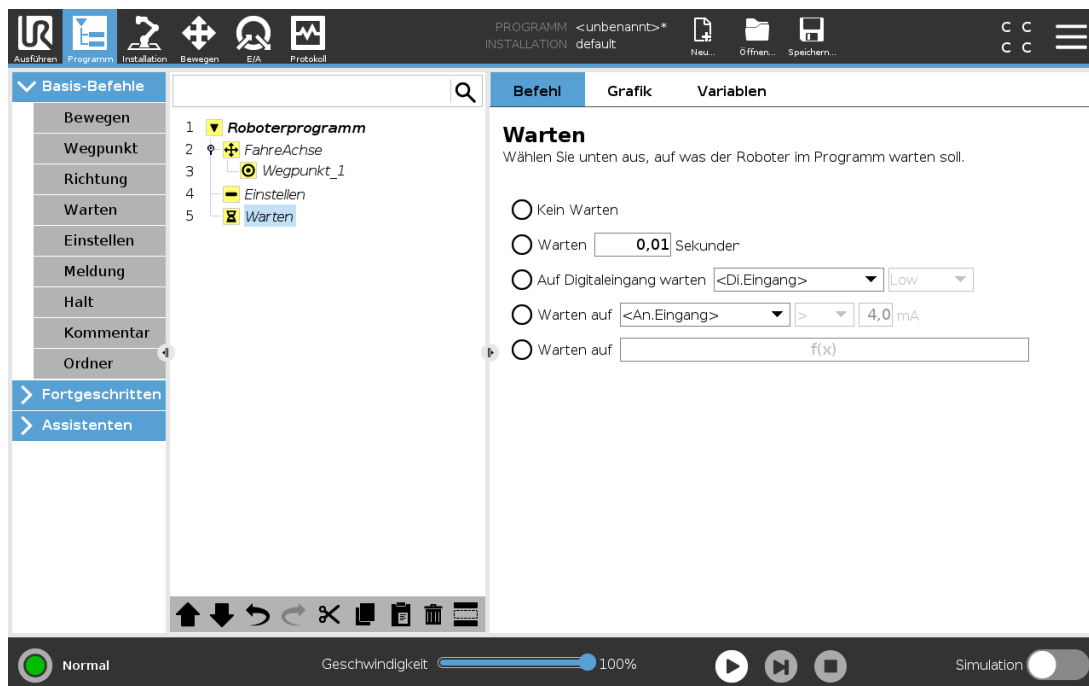 PROGRAMM <unbenannt>*
INSTALLATION default
C C
C C
Ausführen Programm Installation Bewegen E/A Protokoll Neu... Öffnen... Speichern...
Basis-Befehle
Bewegen
Wegpunkt
Richtung
Warten
Einstellen
Meldung
Halt
Kommentar
Ordner
Fortgeschritten
Assistenten
1 Roboterprogramm
2 FahreAchse
3 Wegpunkt_1
4 Einstellen
5 Warten
Befehl Grafik Variablen
Warten
Wählen Sie unten aus, auf was der Roboter im Programm warten soll.
Kein Warten
Warten 0,01 Sekunden
Auf Digitaleingang warten <Di.Eingang> Low
Warten auf <An.Eingang> > 4,0 mA
Warten auf f(x)
Normal Geschwindigkeit 100% Simulation